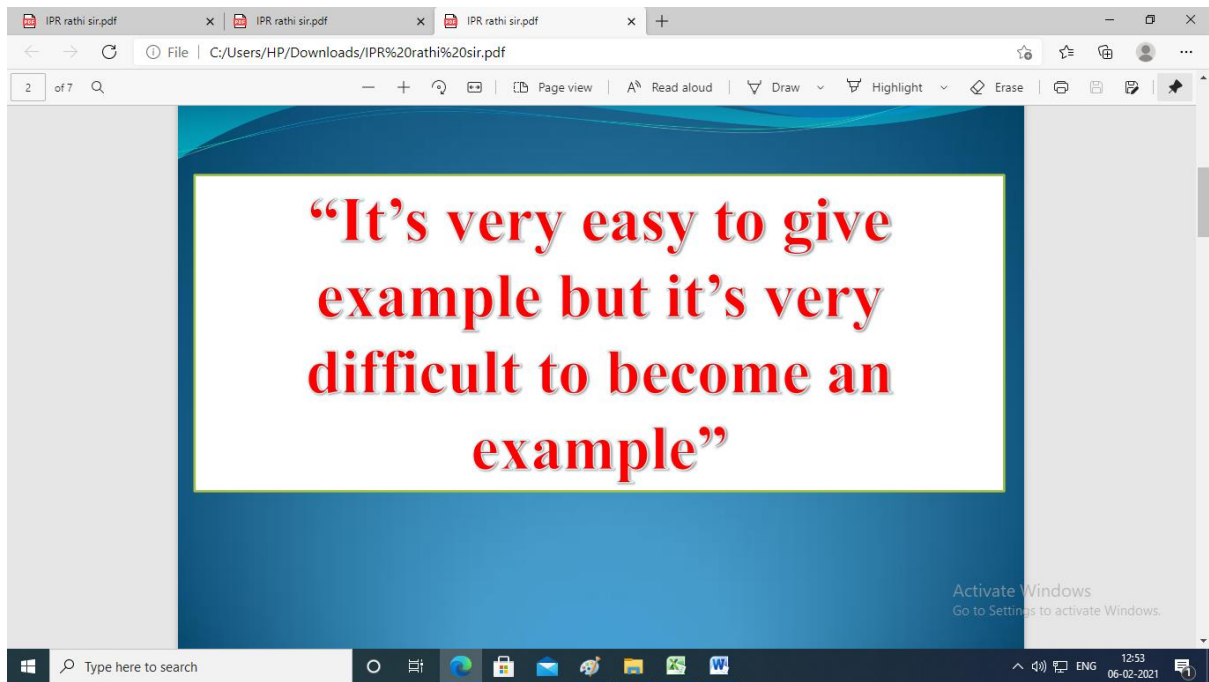 IPR rathi sir.pdf
IPR rathi sir.pdf
IPR rathi sir.pdf
File
C:/Users/HP/Downloads/IPR%20rathi%20sir.pdf
2 of 7
Page view
Read aloud
Draw
Highlight
Erase
“It’s very easy to give
example but it’s very
difficult to become an
example”
Activate Windows
Go to Settings to activate Windows.
Type here to search
ENG
12:53
06-02-2021
1